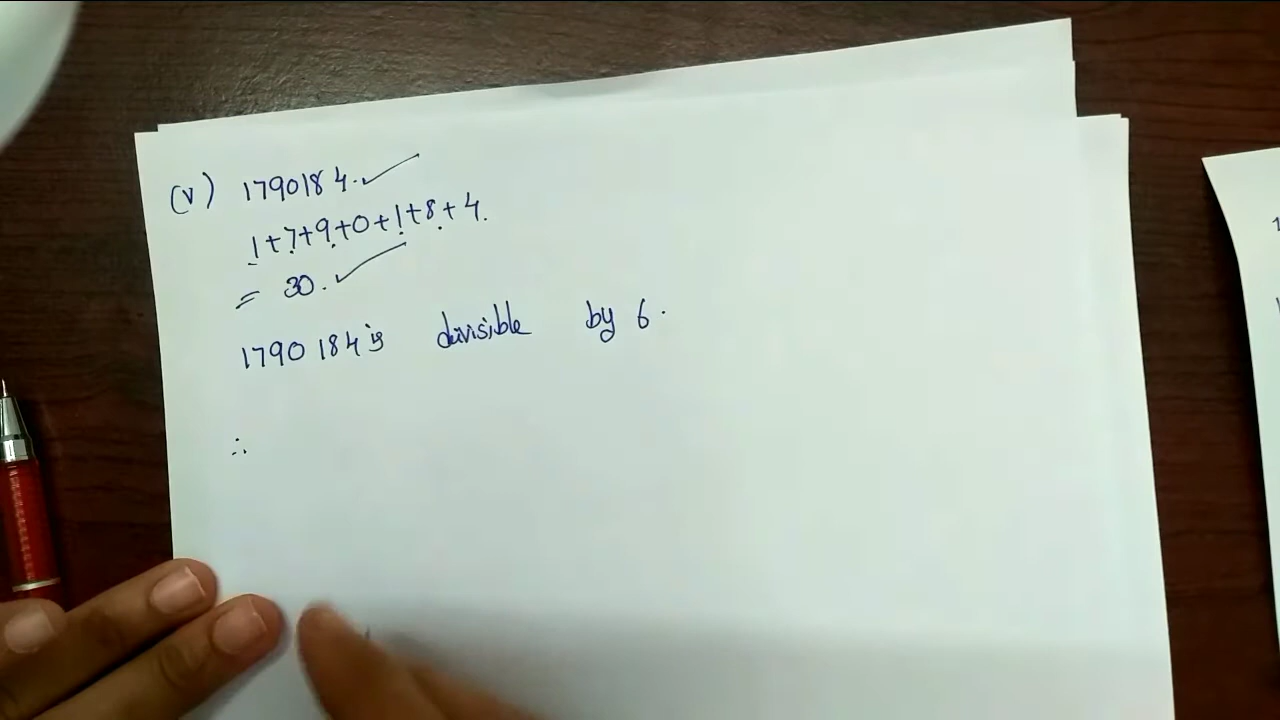 (v) 1790184.
1+7+9+0+1+8+4.
= 30.
1790184 is divisible by 6.
∴